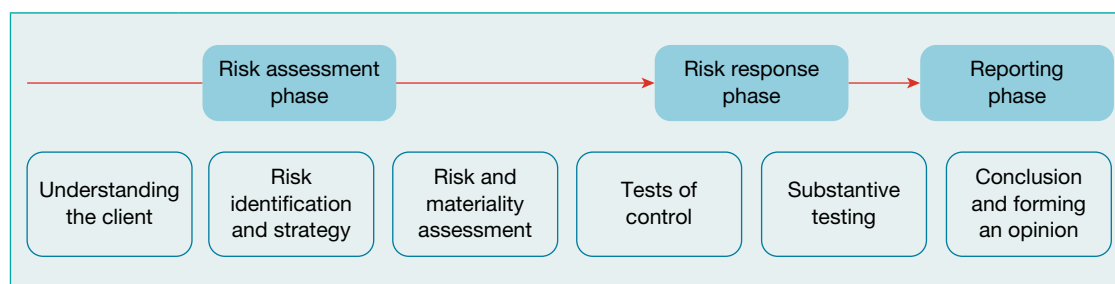 Risk assessment
phase
Risk response
phase
Reporting
phase
Understanding
the client
Risk
identification
and strategy
Risk and
materiality
assessment
Tests of
control
Substantive
testing
Conclusion
and forming
an opinion